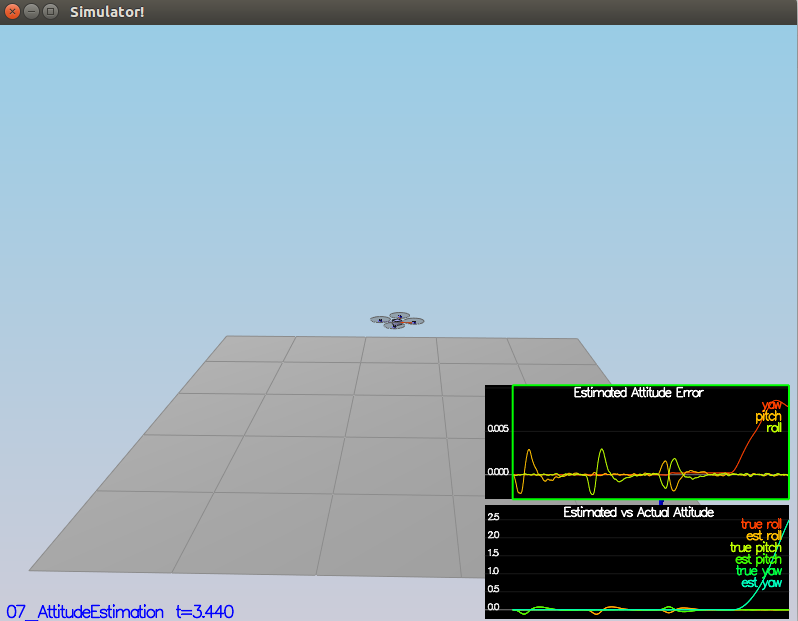 Simulator!
Estimated Attitude Error
yaw
pitch
roll
0.005
0.000
Estimated vs Actual Attitude
2.5
2.0
1.5
1.0
0.5
0.0
true roll
est roll
true pitch
est pitch
true yaw
est yaw
07_AttitudeEstimation t=3.440